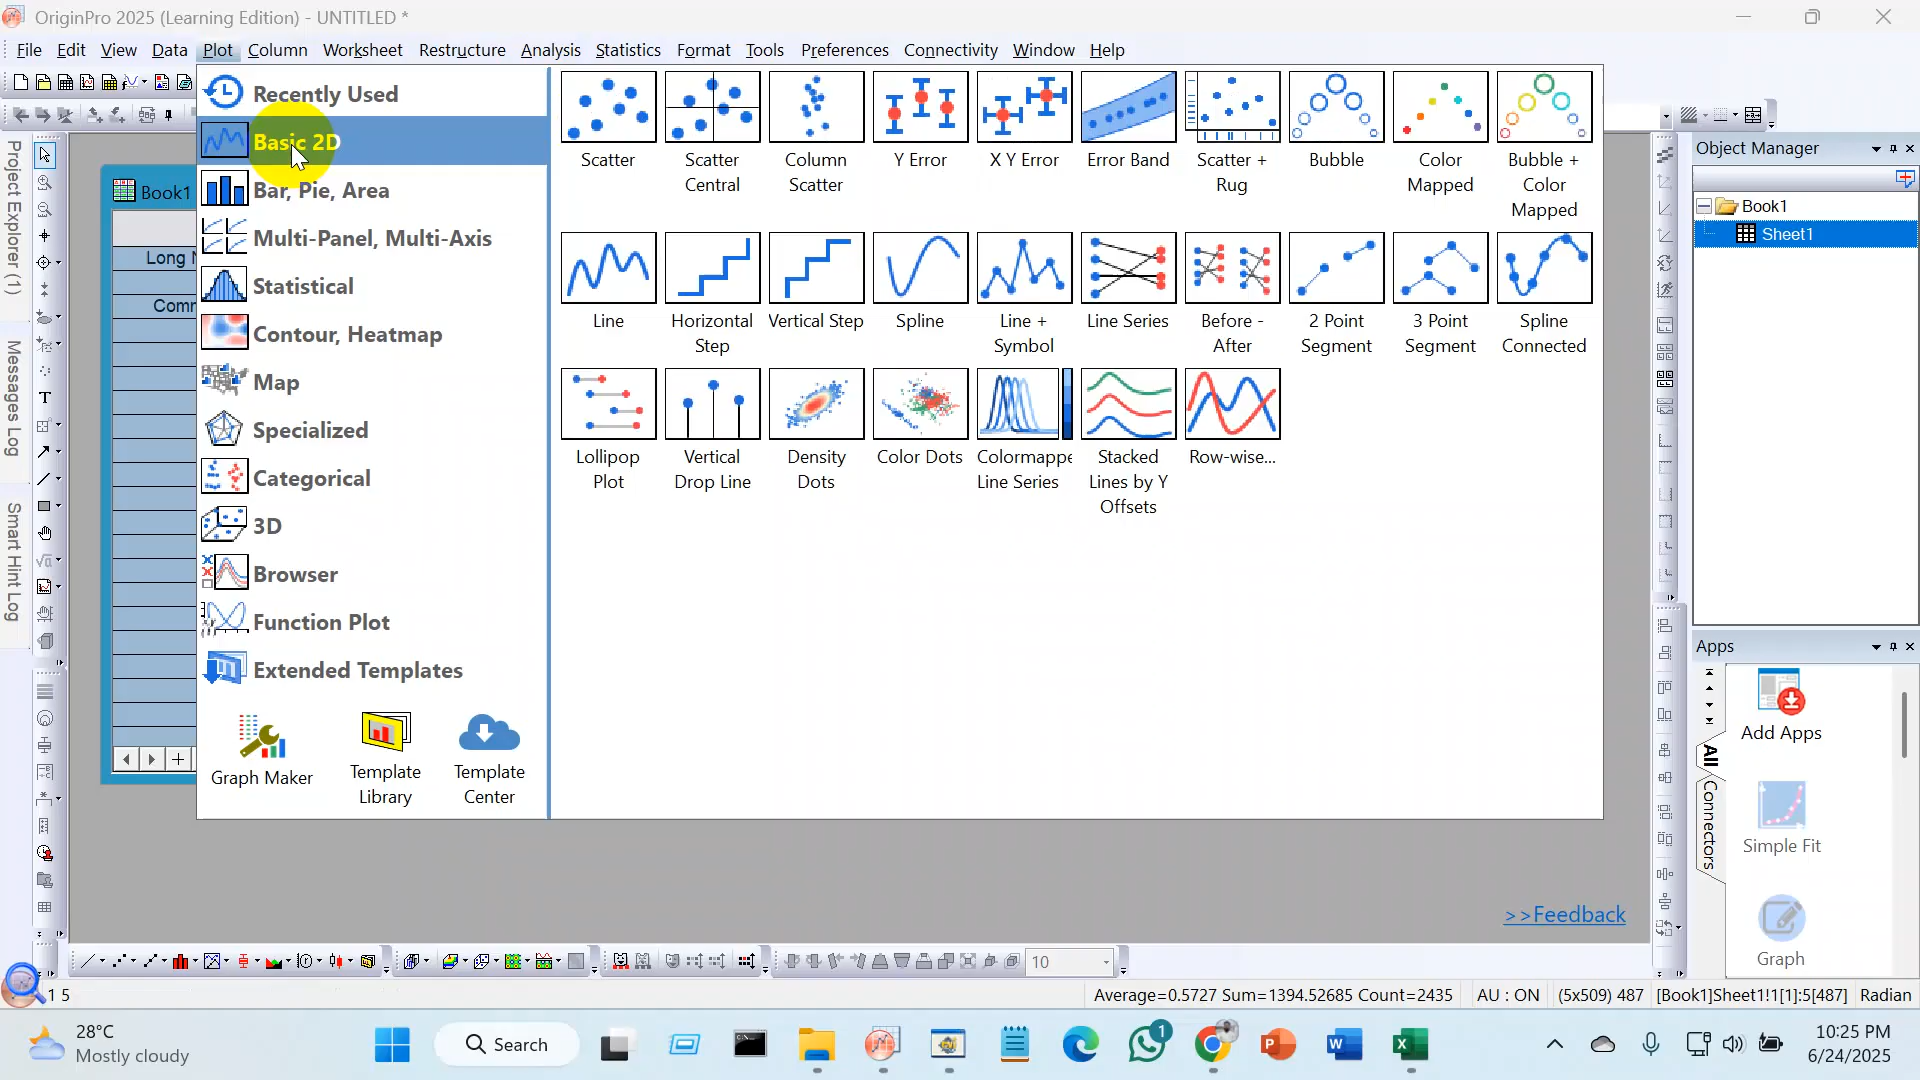 OriginPro 2025 (Learning Edition) - UNTITLED *
File Edit View Data Plot Column Worksheet Restructure Analysis Statistics Format Tools Preferences Connectivity Window Help
Recently Used
Basic 2D
Bar, Pie, Area
Multi-Panel, Multi-Axis
Statistical
Contour, Heatmap
Map
Specialized
Categorical
3D
Browser
Function Plot
Extended Templates
Graph Maker
Template
Library
Template
Center
Scatter
Scatter
Central
Column
Scatter
Y Error
X Y Error
Error Band
Scatter +
Rug
Bubble
Color
Mapped
Bubble +
Color
Mapped
Line
Horizontal
Step
Vertical Step
Spline
Line +
Symbol
Line Series
Before -
After
2 Point
Segment
3 Point
Segment
Spline
Connected
Lollipop
Plot
Vertical
Drop Line
Density
Dots
Color Dots
Colormappe
Line Series
Stacked
Lines by Y
Offsets
Row-wise...
Project Explorer (1)
Messages Log
Smart Hint Log
Book1
Long N
Comm
Object Manager
Book1
Sheet1
Apps
All
Connectors
Add Apps
Simple Fit
Graph
>>Feedback
10
1 5
Average=0.5727 Sum=1394.52685 Count=2435 AU : ON (5x509) 487 [Book1]Sheet1!1[1]:5[487] Radian
28°C
Mostly cloudy
Search
1
10:25 PM
6/24/2025